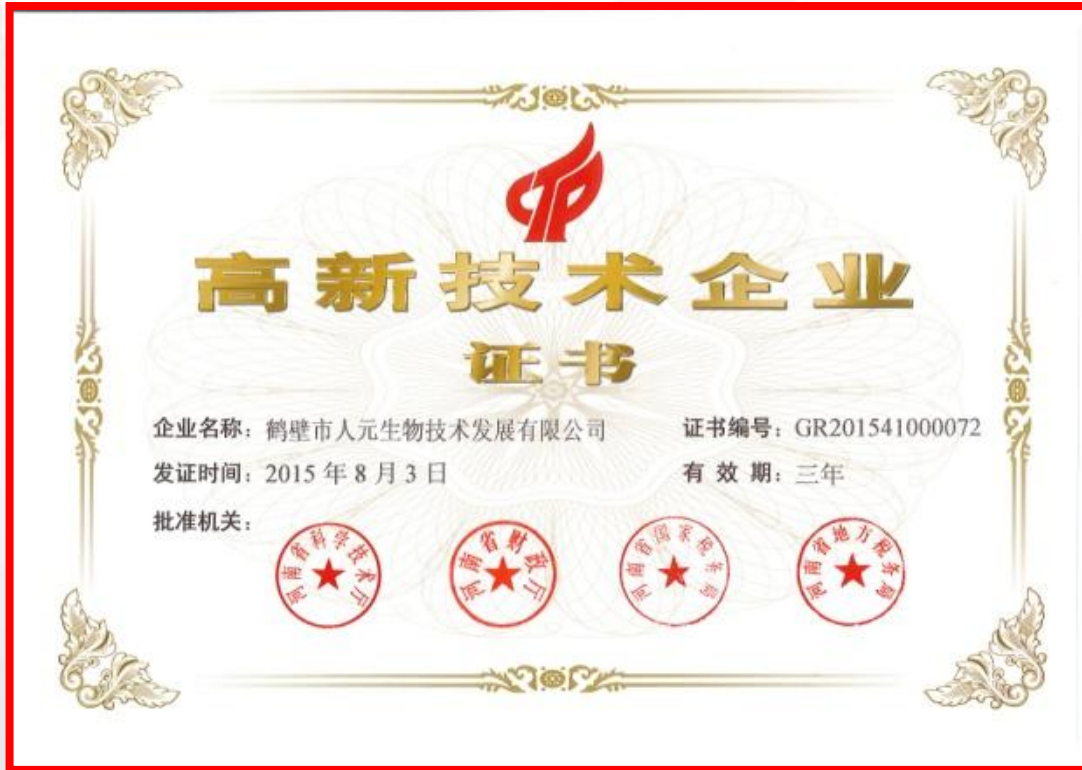 高新技术企业
证书
企业名称：鹤壁市人元生物技术发展有限公司 证书编号：GR201541000072
发证时间：2015 年 8 月 3 日 有 效 期：三年
批准机关：
河南省科学技术厅 河南省财政厅 河南省国家税务局 河南省地方税务局